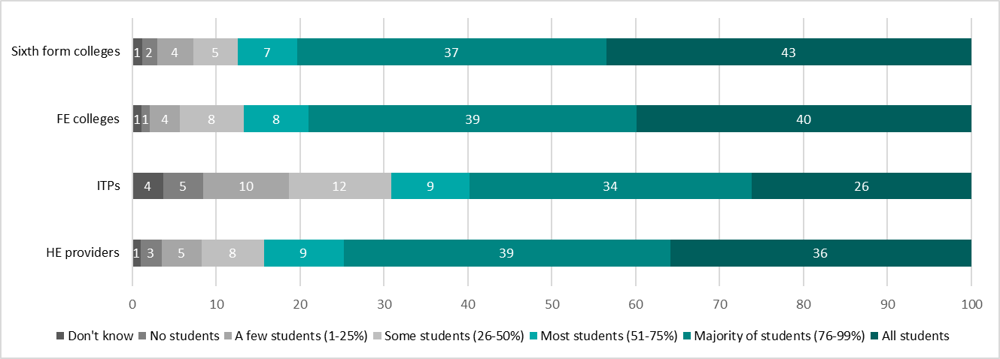 Sixth form colleges 1 2 4 5 7 37 43
FE colleges 1 1 4 8 8 39 40
ITPs 4 5 10 12 9 34 26
HE providers 1 3 5 8 9 39 36
0 10 20 30 40 50 60 70 80 90 100
Don't know No students A few students (1-25%) Some students (26-50%) Most students (51-75%) Majority of students (76-99%) All students